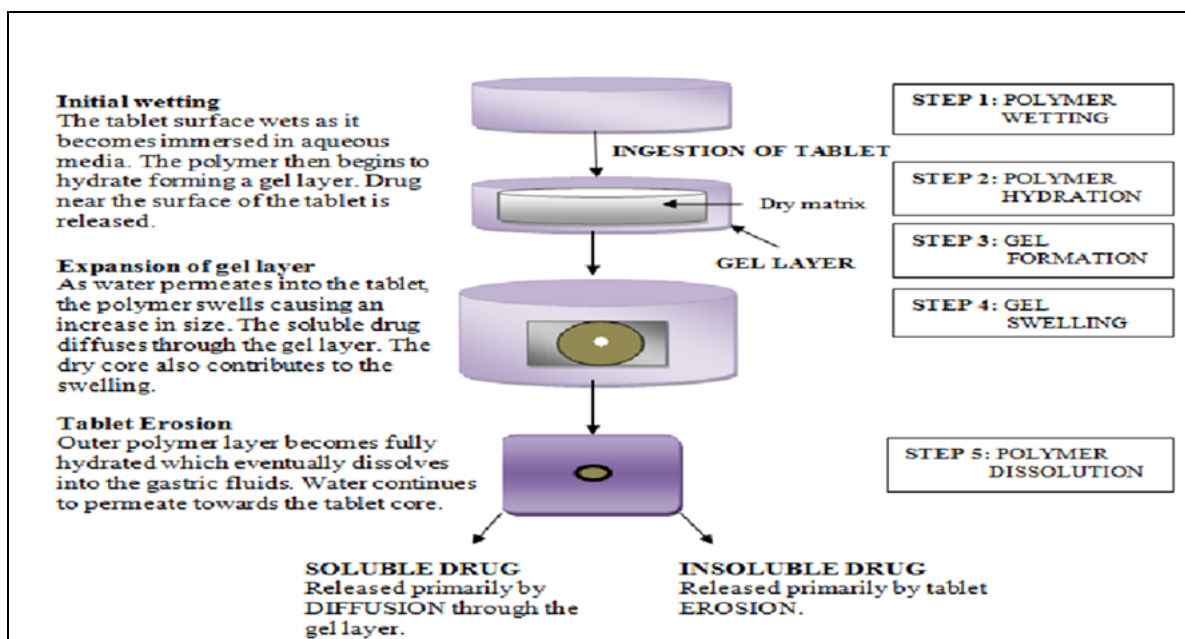 Initial wetting
The tablet surface wets as it
becomes immersed in aqueous
media. The polymer then begins to
hydrate forming a gel layer. Drug
near the surface of the tablet is
released.
Expansion of gel layer
As water permeates into the tablet,
the polymer swells causing an
increase in size. The soluble drug
diffuses through the gel layer. The
dry core also contributes to the
swelling.
Tablet Erosion
Outer polymer layer becomes fully
hydrated which eventually dissolves
into the gastric fluids. Water continues
to permeate towards the tablet core.
INGESTION OF TABLET
Dry matrix
GEL LAYER
STEP 1: POLYMER
WETTING
STEP 2: POLYMER
HYDRATION
STEP 3: GEL
FORMATION
STEP 4: GEL
SWELLING
STEP 5: POLYMER
DISSOLUTION
SOLUBLE DRUG
Released primarily by
DIFFUSION through the
gel layer.
INSOLUBLE DRUG
Released primarily by tablet
EROSION.